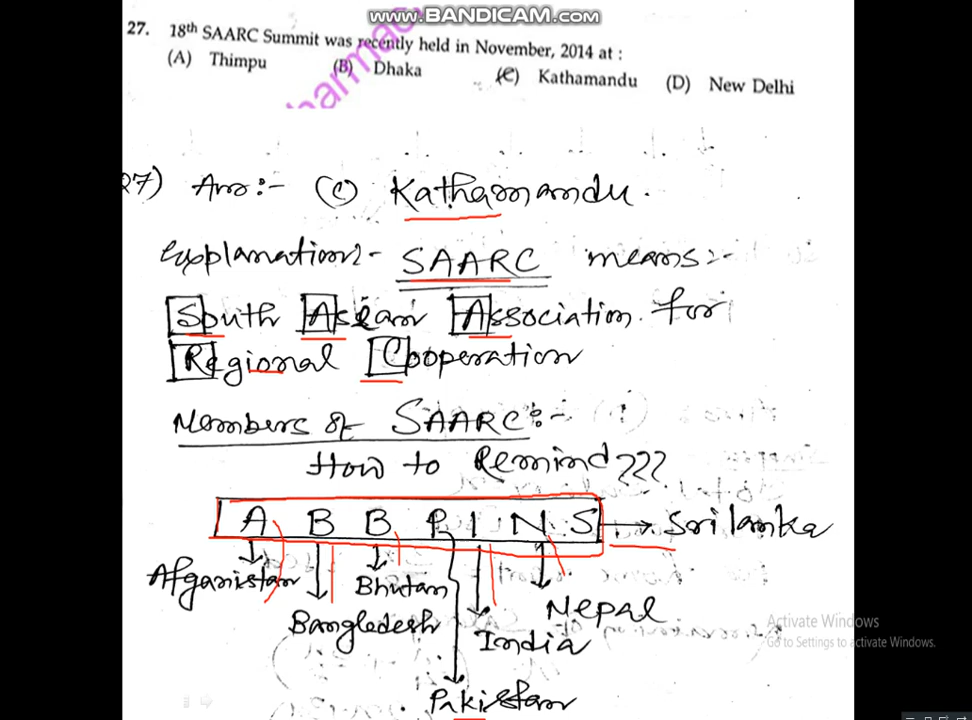 www.BANDICAM.com
27. 18th SAARC Summit was recently held in November, 2014 at :
(A) Thimpu (B) Dhaka (C) Kathamandu (D) New Delhi
27) Ans:- (C) Kathamandu.
Explanation:- SAARC means:-
South Asian Association for
Regional Cooperation
Members of SAARC:-
How to Remind???
A B B P I N S → Srilanka
Afganistan Bhutan
Nepal
Bangledesh
India
Pakistan
Activate Windows
Go to Settings to activate Windows.